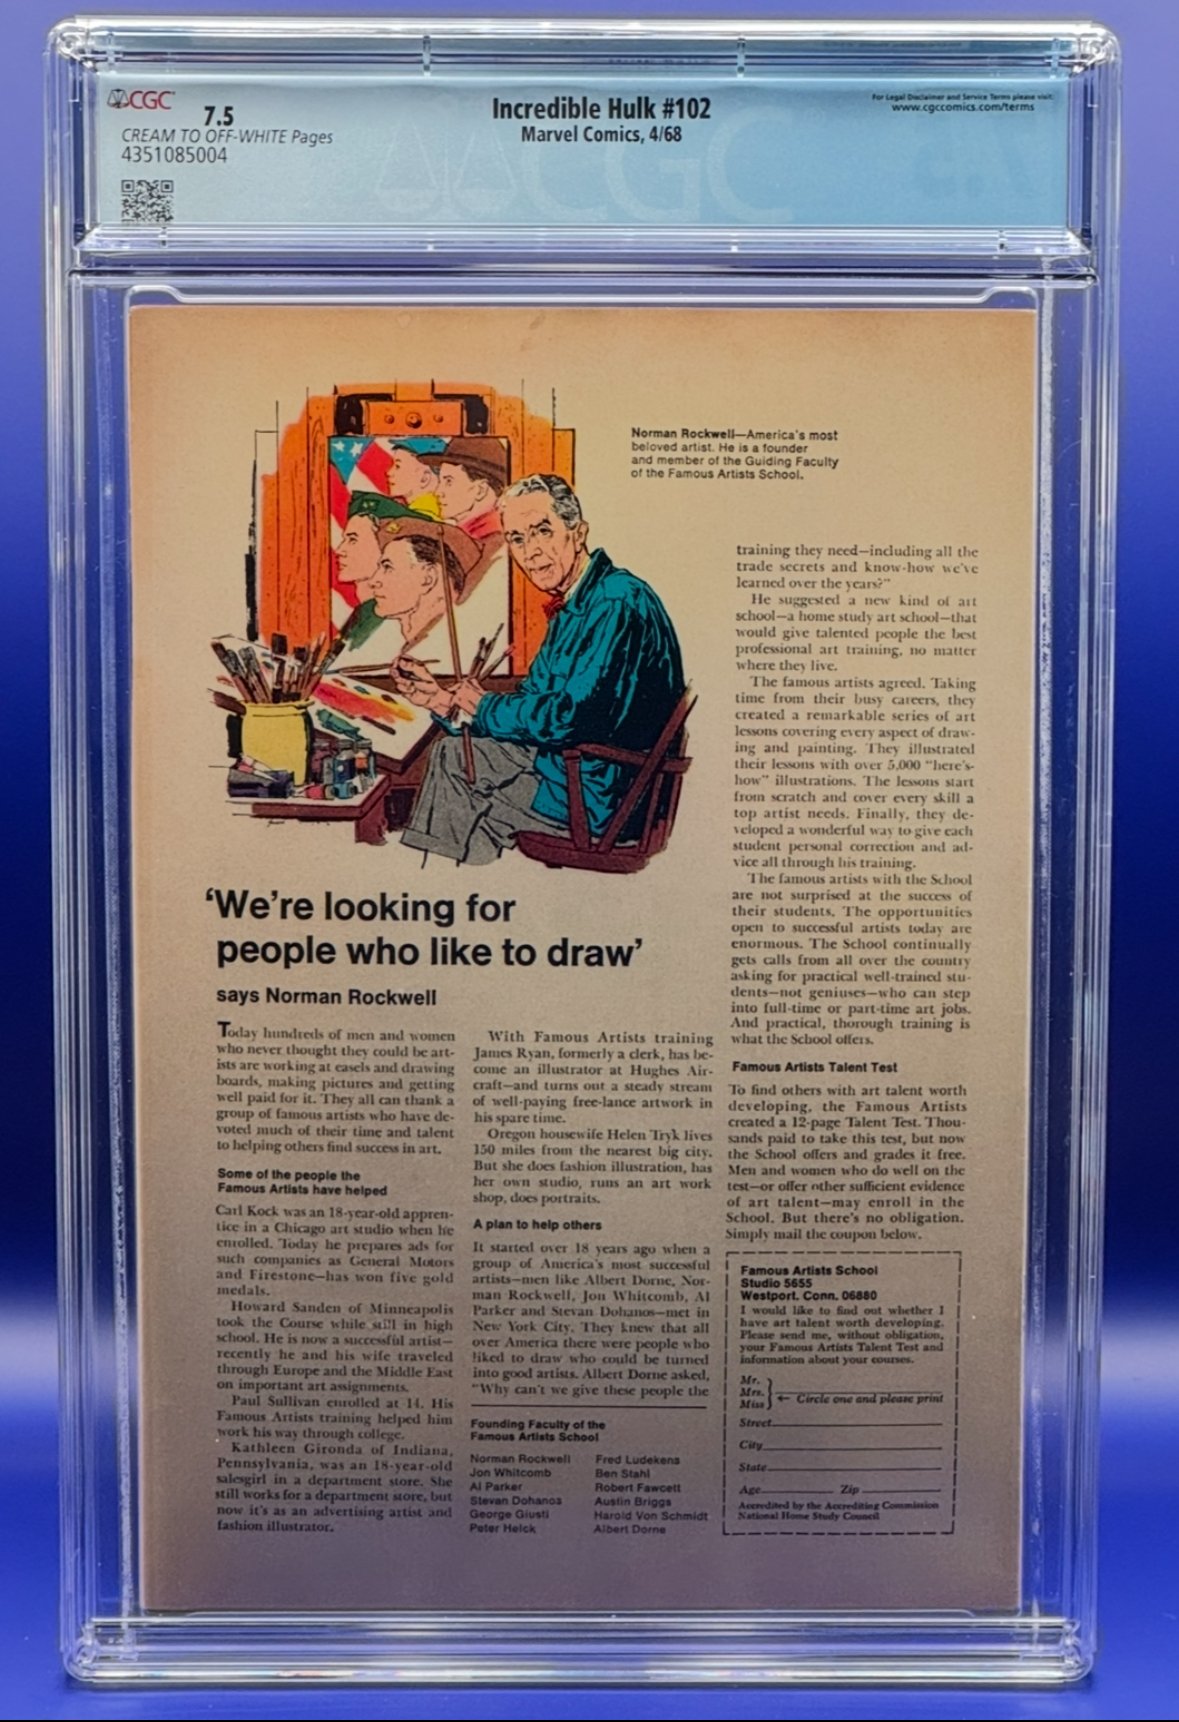 CGC
7.5
CREAM TO OFF-WHITE Pages
4351085004
Incredible Hulk #102
Marvel Comics, 4/68
For Legal Disclaimer and Service Terms please visit:
www.cgccomics.com/terms
Norman Rockwell—America's most
beloved artist. He is a founder
and member of the Guiding Faculty
of the Famous Artists School.
'We're looking for
people who like to draw'
says Norman Rockwell
Today hundreds of men and women
who never thought they could be art-
ists are working at easels and drawing
boards, making pictures and getting
well paid for it. They all can thank a
group of famous artists who have de-
voted much of their time and talent
to helping others find success in art.
Some of the people the
Famous Artists have helped
Carl Kock was an 18-year-old appren-
tice in a Chicago art studio when he
enrolled. Today he prepares ads for
such companies as General Motors
and Firestone—has won five gold
medals.
Howard Sanden of Minneapolis
took the Course while still in high
school. He is now a successful artist—
recently he and his wife traveled
through Europe and the Middle East
on important art assignments.
Paul Sullivan enrolled at 14. His
Famous Artists training helped him
work his way through college.
Kathleen Gironda of Indiana,
Pennsylvania, was an 18-year-old
salesgirl in a department store. She
still works for a department store, but
now it's as an advertising artist and
fashion illustrator.
With Famous Artists training
James Ryan, formerly a clerk, has be-
come an illustrator at Hughes Air-
craft—and turns out a steady stream
of well-paying free-lance artwork in
his spare time.
Oregon housewife Helen Tryk lives
150 miles from the nearest big city.
But she does fashion illustration, has
her own studio, runs an art work
shop, does portraits.
A plan to help others
It started over 18 years ago when a
group of America's most successful
artists—men like Albert Dorne, Nor-
man Rockwell, Jon Whitcomb, Al
Parker and Stevan Dohanos—met in
New York City. They knew that all
over America there were people who
liked to draw who could be turned
into good artists. Albert Dorne asked,
"Why can't we give these people the
Founding Faculty of the
Famous Artists School
Norman Rockwell
Jon Whitcomb
Al Parker
Stevan Dohanos
George Giusti
Peter Helck
Fred Ludekens
Ben Stahl
Robert Fawcett
Austin Briggs
Harold Von Schmidt
Albert Dorne
training they need—including all the
trade secrets and know-how we've
learned over the years?"
He suggested a new kind of art
school—a home study art school—that
would give talented people the best
professional art training, no matter
where they live.
The famous artists agreed. Taking
time from their busy careers, they
created a remarkable series of art
lessons covering every aspect of draw-
ing and painting. They illustrated
their lessons with over 5,000 "here's-
how" illustrations. The lessons start
from scratch and cover every skill a
top artist needs. Finally, they de-
veloped a wonderful way to give each
student personal correction and ad-
vice all through his training.
The famous artists with the School
are not surprised at the success of
their students. The opportunities
open to successful artists today are
enormous. The School continually
gets calls from all over the country
asking for practical well-trained stu-
dents—not geniuses—who can step
into full-time or part-time art jobs.
And practical, thorough training is
what the School offers.
Famous Artists Talent Test
To find others with art talent worth
developing, the Famous Artists
created a 12-page Talent Test. Thou-
sands paid to take this test, but now
the School offers and grades it free.
Men and women who do well on the
test—or offer other sufficient evidence
of art talent—may enroll in the
School. But there's no obligation.
Simply mail the coupon below.
Famous Artists School
Studio 5655
Westport, Conn. 06880
I would like to find out whether I
have art talent worth developing.
Please send me, without obligation,
your Famous Artists Talent Test and
information about your courses.
Mr.
Mrs.
Miss
← Circle one and please print
Street
City
State
Age Zip
Accredited by the Accrediting Commission
National Home Study Council